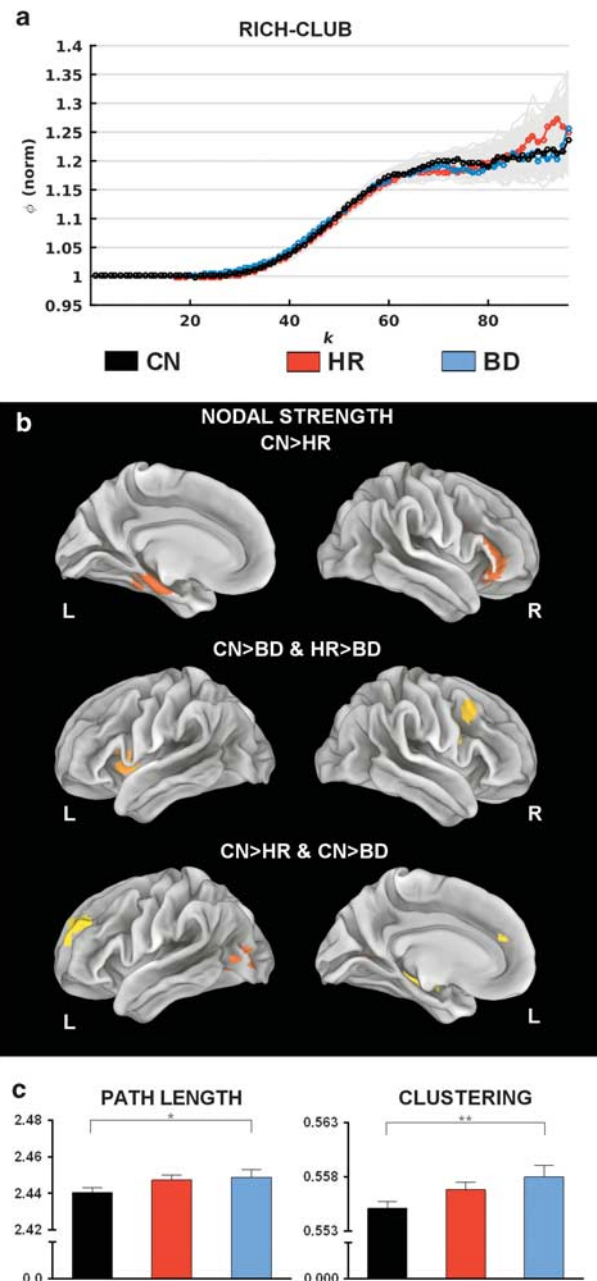 a
RICH-CLUB
1.4
1.35
1.3
1.25
1.2
1.15
1.1
1.05
1
0.95
ϕ (norm)
20 40 60 80
k
CN HR BD
b
NODAL STRENGTH
CN>HR
L R
CN>BD & HR>BD
L R
CN>HR & CN>BD
L L
c
PATH LENGTH CLUSTERING
2.48
2.46
2.44
2.42
0.0
*
0.563
0.558
0.553
0.000
**